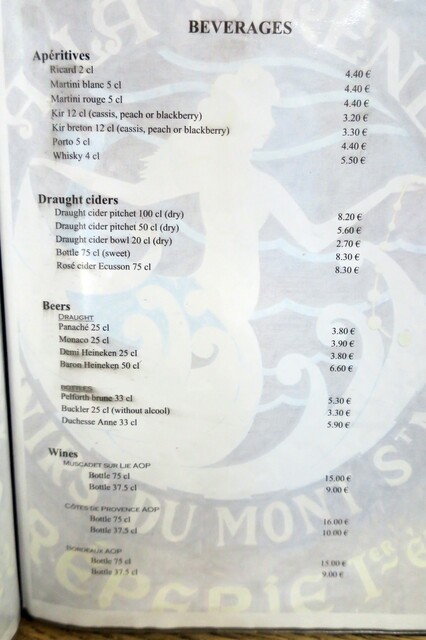 BEVERAGES
Apéritives
Ricard 2 cl 4.40 €
Martini blanc 5 cl 4.40 €
Martini rouge 5 cl 4.40 €
Kir 12 cl (cassis, peach or blackberry) 3.20 €
Kir breton 12 cl (cassis, peach or blackberry) 3.30 €
Porto 5 cl 4.40 €
Whisky 4 cl 5.50 €
Draught ciders
Draught cider pitchet 100 cl (dry) 8.20 €
Draught cider pitchet 50 cl (dry) 5.60 €
Draught cider bowl 20 cl (dry) 2.70 €
Bottle 75 cl (sweet) 8.30 €
Rosé cider Ecusson 75 cl 8.30 €
Beers
DRAUGHT
Panaché 25 cl 3.80 €
Monaco 25 cl 3.90 €
Demi Heineken 25 cl 3.80 €
Baron Heineken 50 cl 6.60 €
BOTTLES
Pelforth brune 33 cl 5.30 €
Buckler 25 cl (without alcool) 3.30 €
Duchesse Anne 33 cl 5.90 €
Wines
MUSCADET SUR LIE AOP
Bottle 75 cl 15.00 €
Bottle 37.5 cl 9.00 €
CÔTES DE PROVENCE AOP
Bottle 75 cl 16.00 €
Bottle 37.5 cl 10.00 €
BORDEAUX AOP
Bottle 75 cl 15.00 €
Bottle 37.5 cl 9.00 €
A LA
DU MONT ST
CRÊPERIE